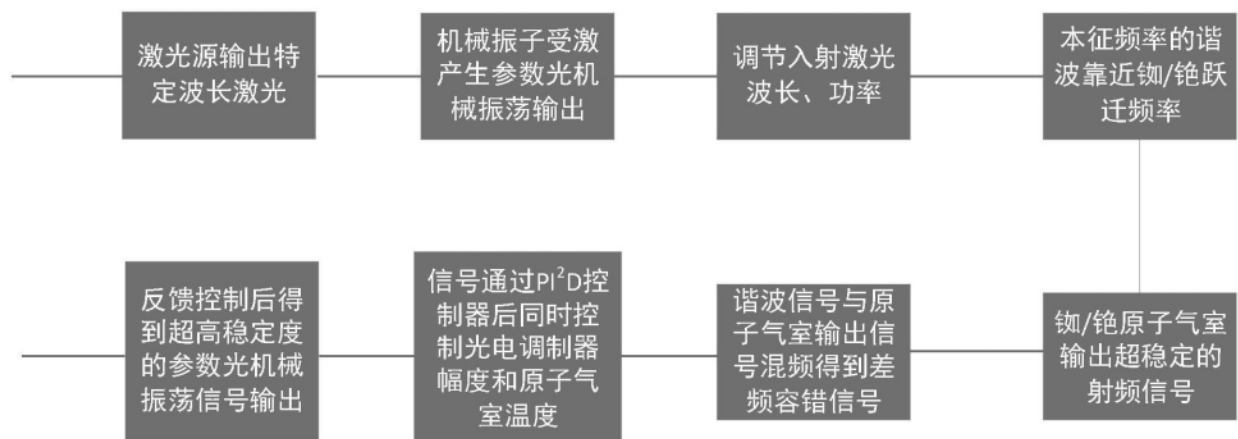 激光源输出特
定波长激光
机械振子受激
产生参数光机
械振荡输出
调节入射激光
波长、功率
本征频率的谐
波靠近铷/铯跃
迁频率
铷/铯原子气室
输出超稳定的
射频信号
谐波信号与原
子气室输出信
号混频得到差
频容错信号
信号通过PI²D控
制器后同时控
制光电调制器
幅度和原子气
室温度
反馈控制后得
到超高稳定度
的参数光机械
振荡信号输出